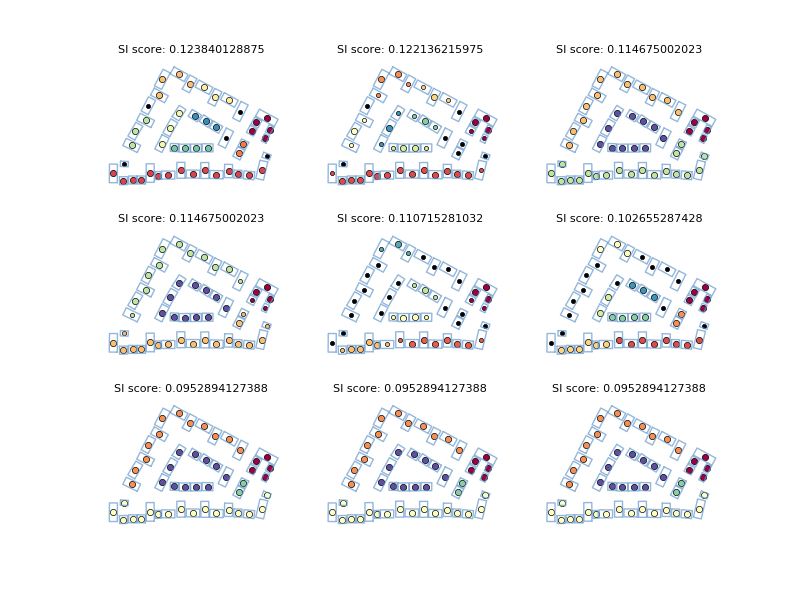 SI score: 0.123840128875
SI score: 0.122136215975
SI score: 0.114675002023
SI score: 0.114675002023
SI score: 0.110715281032
SI score: 0.102655287428
SI score: 0.0952894127388
SI score: 0.0952894127388
SI score: 0.0952894127388